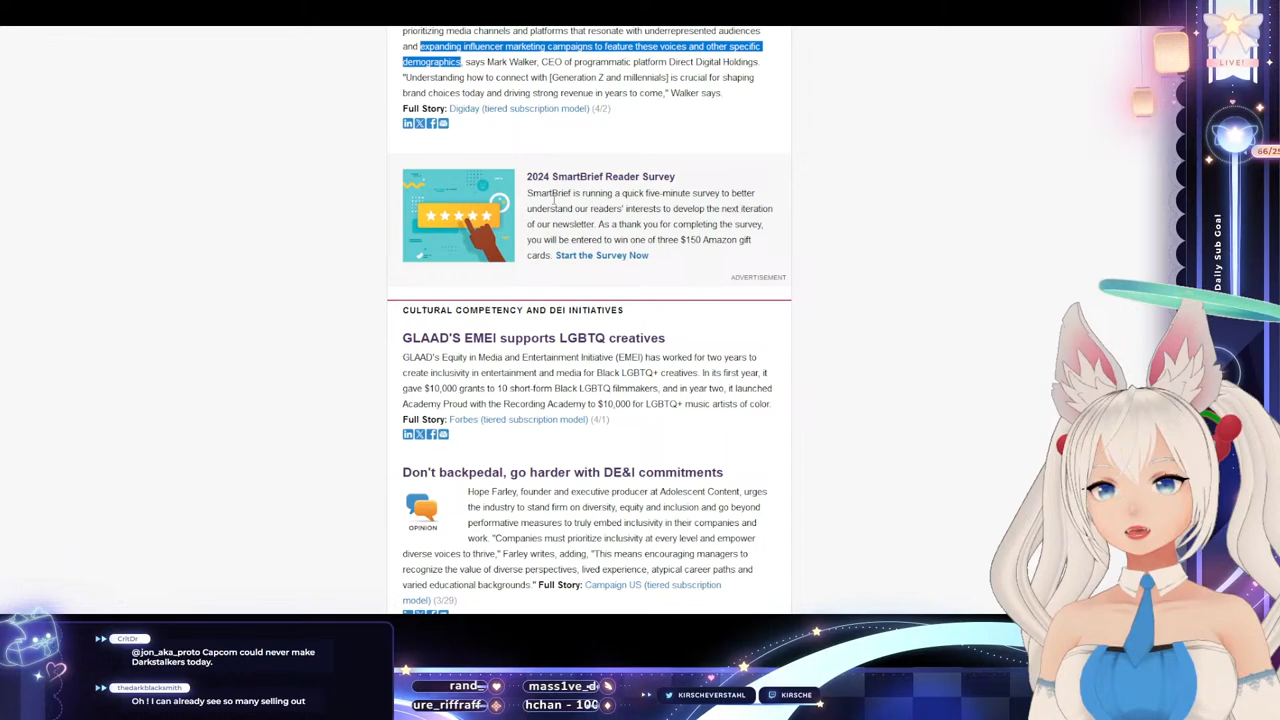 prioritizing media channels and platforms that resonate with underrepresented audiences
and expanding influencer marketing campaigns to feature these voices and other specific
demographics, says Mark Walker, CEO of programmatic platform Direct Digital Holdings.
"Understanding how to connect with [Generation Z and millennials] is crucial for shaping
brand choices today and driving strong revenue in years to come," Walker says.
Full Story: Digiday (tiered subscription model) (4/2)
2024 SmartBrief Reader Survey
SmartBrief is running a quick five-minute survey to better
understand our readers' interests to develop the next iteration
of our newsletter. As a thank you for completing the survey,
you will be entered to win one of three $150 Amazon gift
cards. Start the Survey Now
ADVERTISEMENT
CULTURAL COMPETENCY AND DEI INITIATIVES
GLAAD'S EMEI supports LGBTQ creatives
GLAAD's Equity in Media and Entertainment Initiative (EMEI) has worked for two years to
create inclusivity in entertainment and media for Black LGBTQ+ creatives. In its first year, it
gave $10,000 grants to 10 short-form Black LGBTQ filmmakers, and in year two, it launched
Academy Proud with the Recording Academy to $10,000 for LGBTQ+ music artists of color.
Full Story: Forbes (tiered subscription model) (4/1)
Don't backpedal, go harder with DE&I commitments
OPINION
Hope Farley, founder and executive producer at Adolescent Content, urges
the industry to stand firm on diversity, equity and inclusion and go beyond
performative measures to truly embed inclusivity in their companies and
work. "Companies must prioritize inclusivity at every level and empower
diverse voices to thrive," Farley writes, adding, "This means encouraging managers to
recognize the value of diverse perspectives, lived experience, atypical career paths and
varied educational backgrounds." Full Story: Campaign US (tiered subscription
model) (3/29)
LIVE!
66/25
Daily Sub Goal
CritDr
@jon_aka_proto Capcom could never make
Darkstalkers today.
thedarkblacksmith
Oh ! I can already see so many selling out
rand_
mass1ve_d
ure_riffraff
hchan - 100
KIRSCHEVERSTAHL
KIRSCHE